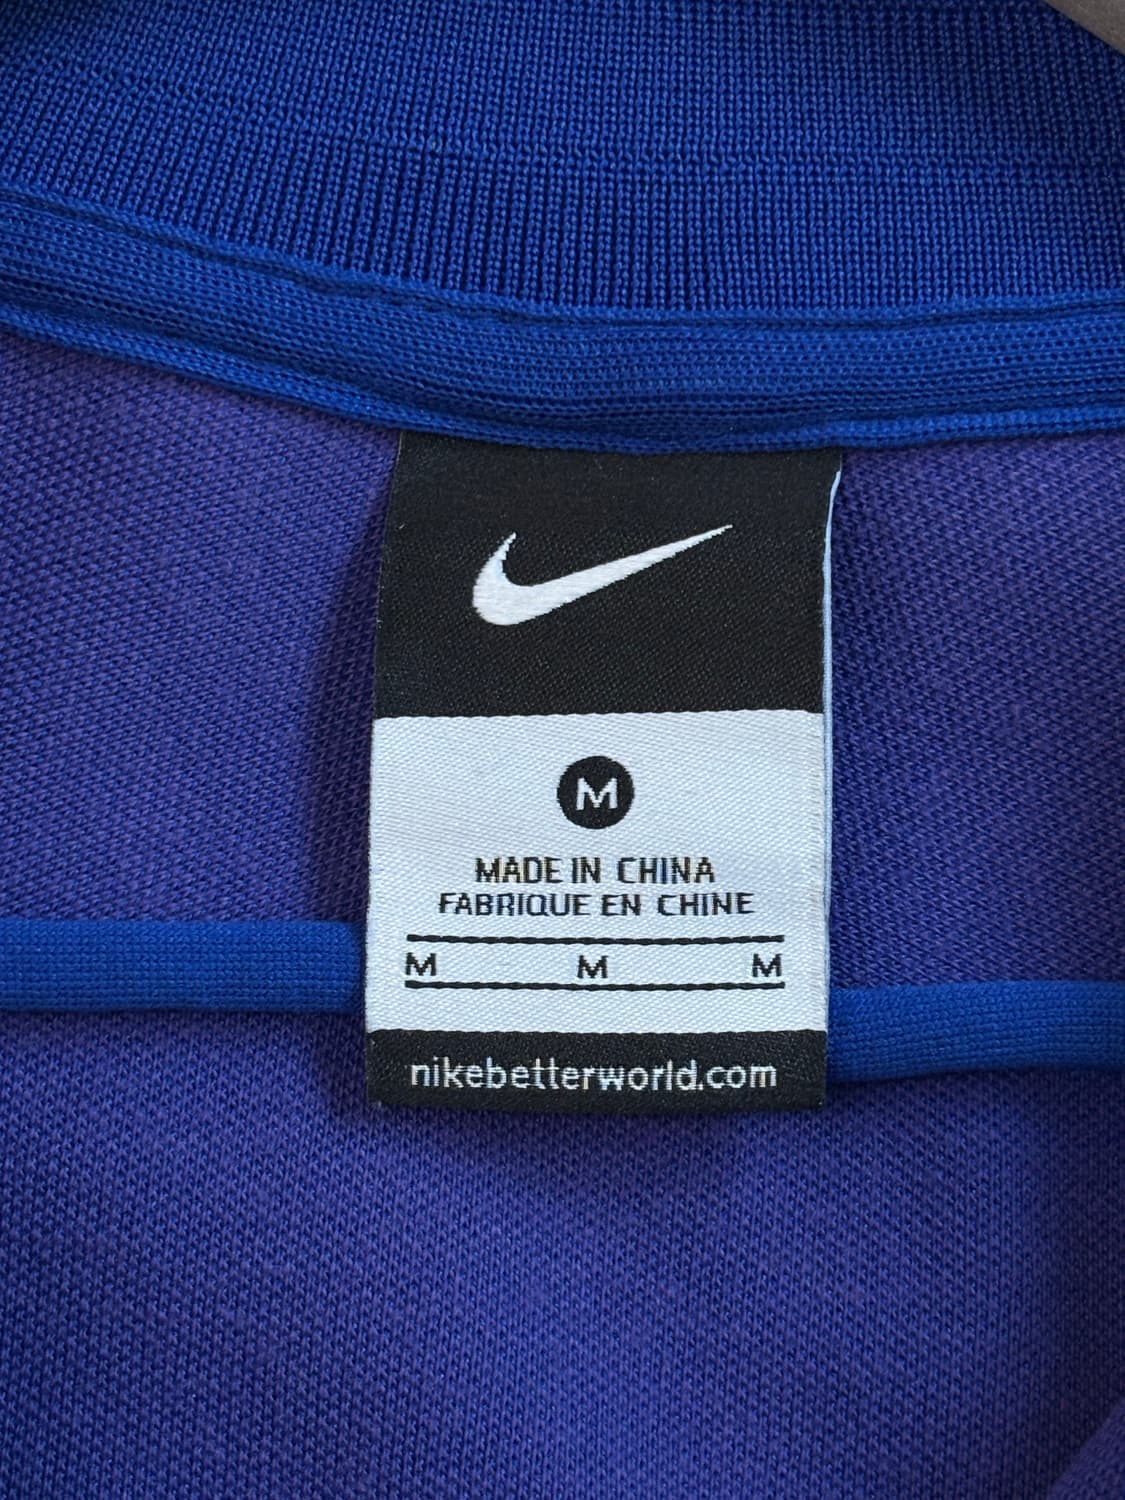 M
MADE IN CHINA
FABRIQUE EN CHINE
M M M
nikebetterworld.com